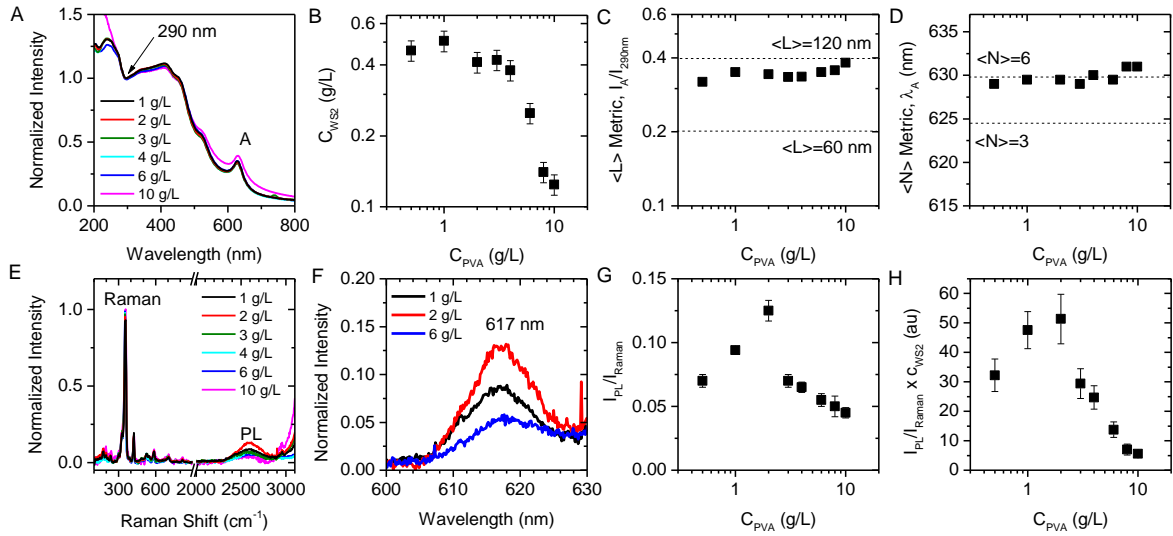 A
290 nm
A
1 g/L
2 g/L
3 g/L
4 g/L
6 g/L
10 g/L
Normalized Intensity
0.0
0.5
1.0
1.5
200 400 600 800
Wavelength (nm)
B
C_WS2 (g/L)
0.1
0.2
0.4
0.6
1 10
C_PVA (g/L)
C
<L> Metric, I_A/I_290nm
<L>=120 nm
<L>=60 nm
0.1
0.2
0.4
0.6
1 10
C_PVA (g/L)
D
<N> Metric, λ_A (nm)
<N>=6
<N>=3
615
620
625
630
635
1 10
C_PVA (g/L)
E
Raman
PL
1 g/L
2 g/L
3 g/L
4 g/L
6 g/L
10 g/L
Normalized Intensity
0.0
0.5
1.0
300 600 2000 2500 3000
Raman Shift (cm⁻¹)
F
617 nm
1 g/L
2 g/L
6 g/L
Normalized Intensity
0.00
0.05
0.10
0.15
0.20
600 610 620 630
Wavelength (nm)
G
I_PL/I_Raman
0.00
0.05
0.10
0.15
1 10
C_PVA (g/L)
H
I_PL/I_Raman x c_WS2 (au)
0
10
20
30
40
50
60
1 10
C_PVA (g/L)